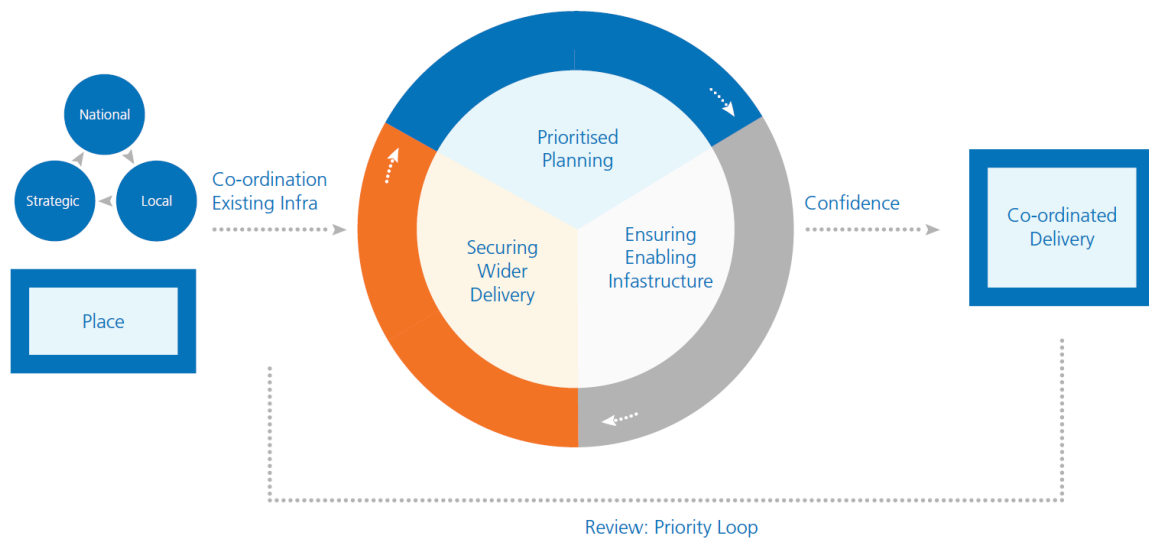 National
Strategic
Local
Place
Co-ordination
Existing Infra
Prioritised
Planning
Securing
Wider
Delivery
Ensuring
Enabling
Infastructure
Confidence
Co-ordinated
Delivery
Review: Priority Loop